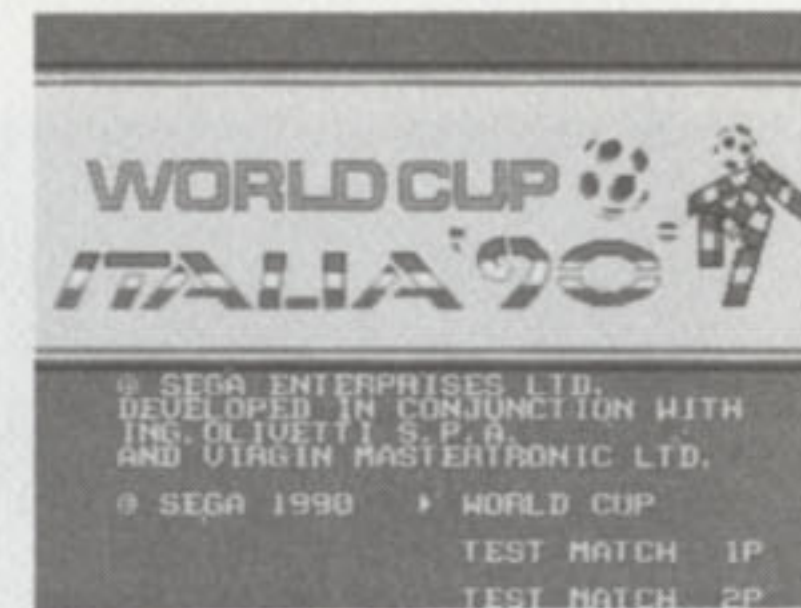 WORLD CUP
ITALIA '90
© SEGA ENTERPRISES LTD.
DEVELOPED IN CONJUNCTION WITH
ING.OLIVETTI S.P.A.
AND VIRGIN MASTERTRONIC LTD.
© SEGA 1990 WORLD CUP
TEST MATCH 1P
TEST MATCH 2P